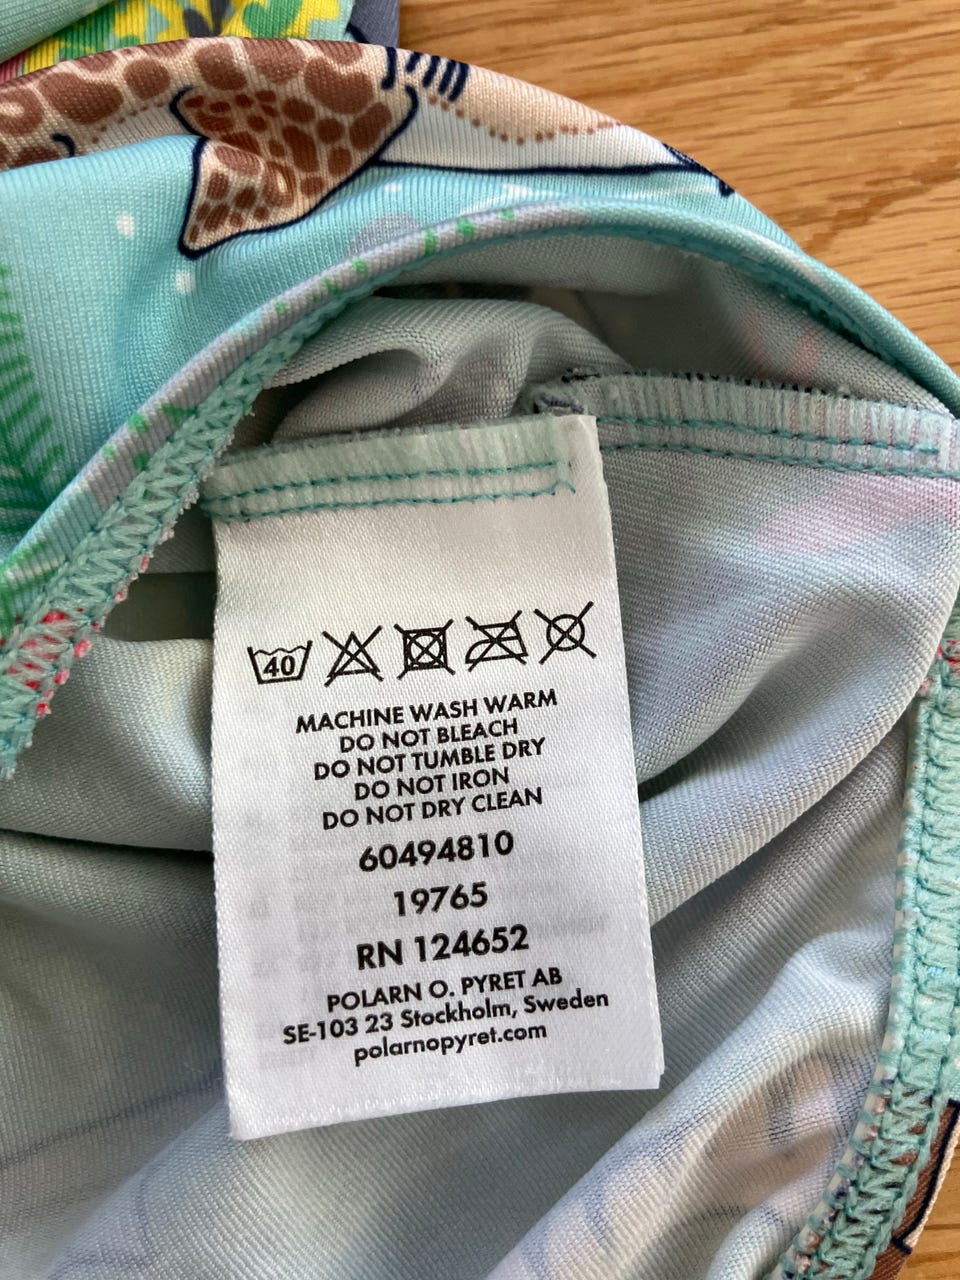 40
MACHINE WASH WARM
DO NOT BLEACH
DO NOT TUMBLE DRY
DO NOT IRON
DO NOT DRY CLEAN
60494810
19765
RN 124652
POLARN O. PYRET AB
SE-103 23 Stockholm, Sweden
polarnopyret.com